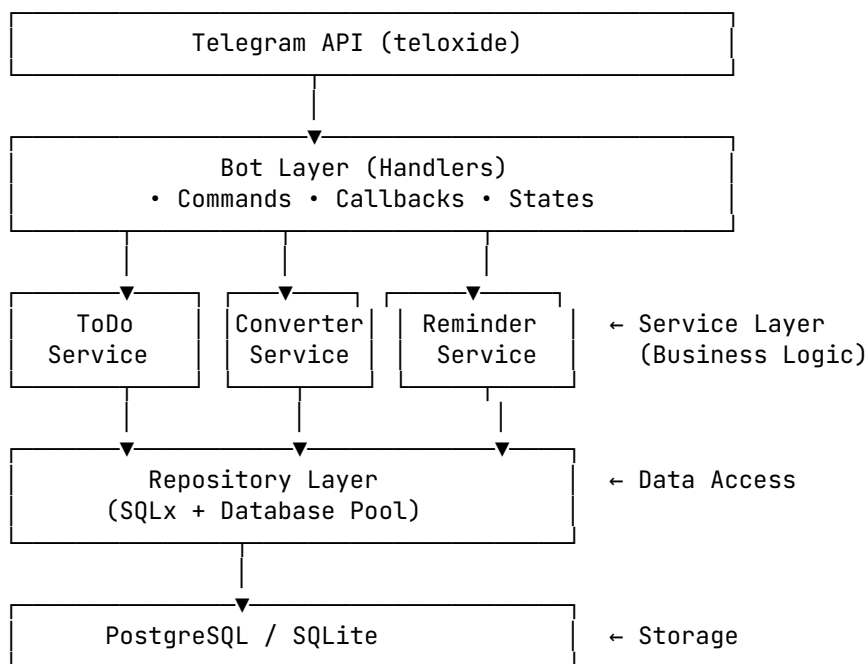 Telegram API (teloxide)
Bot Layer (Handlers)
• Commands • Callbacks • States
ToDo Converter Reminder ← Service Layer
Service Service Service (Business Logic)
Repository Layer ← Data Access
(SQLx + Database Pool)
PostgreSQL / SQLite ← Storage